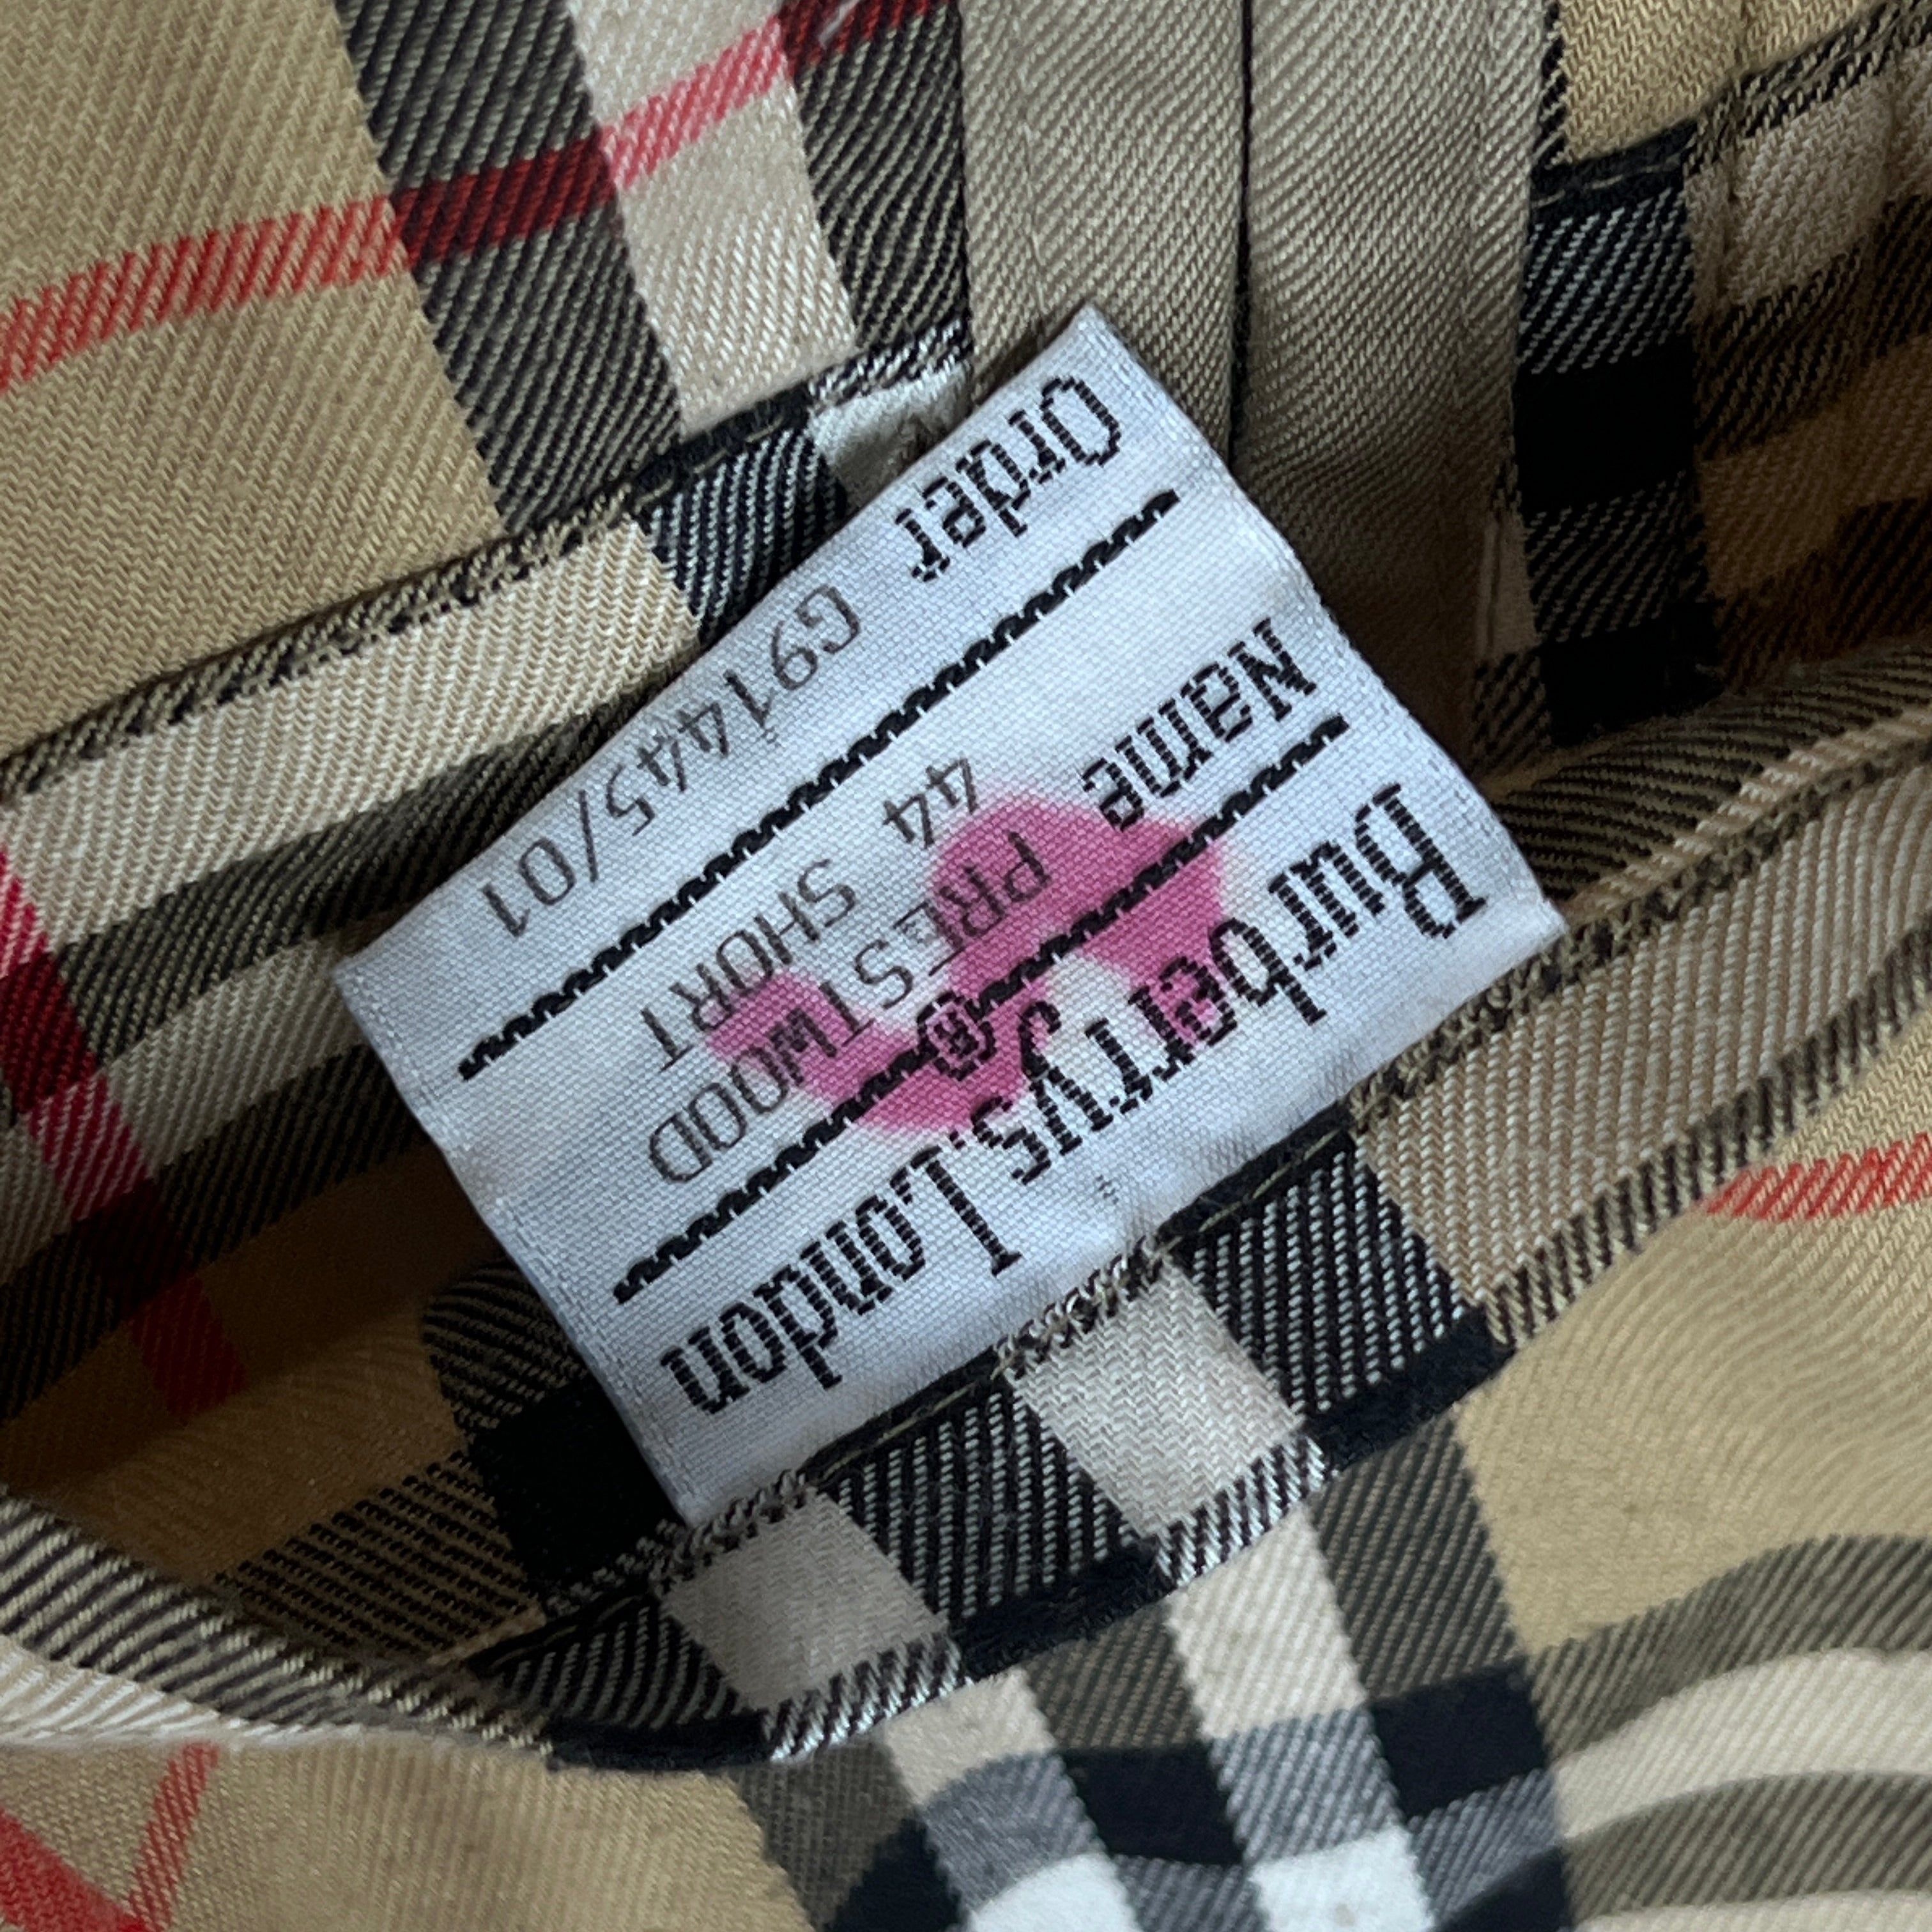 Burberrys. London
®
Name
PRESTWOOD
44 SHORT
Order G91445/01